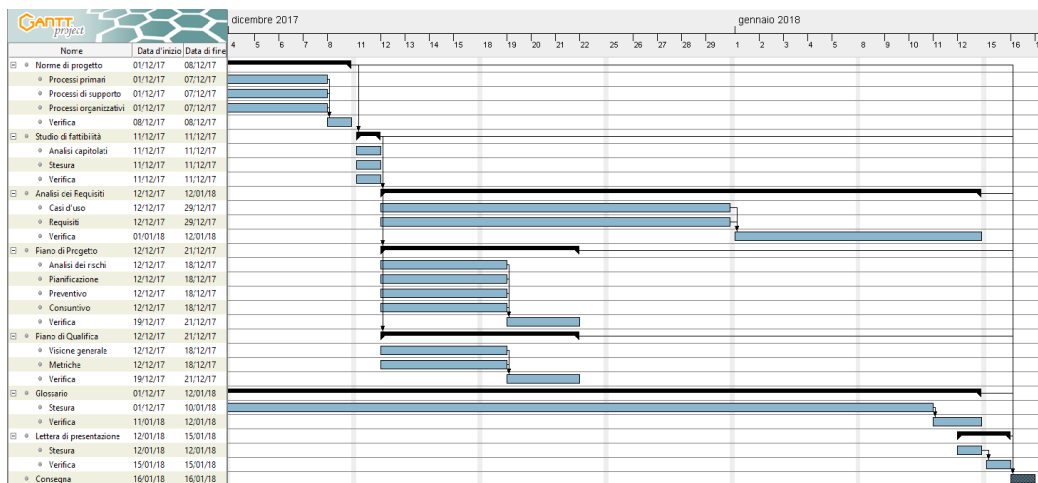 GANTT project
dicembre 2017 gennaio 2018
Nome Data d'inizio Data di fine 4 5 6 7 8 11 12 13 14 15 18 19 20 21 22 25 26 27 28 29 1 2 3 4 5 8 9 10 11 12 15 16 1
Norme di progetto 01/12/17 08/12/17
Processi primari 01/12/17 07/12/17
Processi di supporto 01/12/17 07/12/17
Processi organizzativi 01/12/17 07/12/17
Verifica 08/12/17 08/12/17
Studio di fattibilità 11/12/17 11/12/17
Analisi capitolati 11/12/17 11/12/17
Stesura 11/12/17 11/12/17
Verifica 11/12/17 11/12/17
Analisi dei Requisiti 12/12/17 12/01/18
Casi d'uso 12/12/17 29/12/17
Requisiti 12/12/17 29/12/17
Verifica 01/01/18 12/01/18
Piano di Progetto 12/12/17 21/12/17
Analisi dei rischi 12/12/17 18/12/17
Pianificazione 12/12/17 18/12/17
Preventivo 12/12/17 18/12/17
Consuntivo 12/12/17 18/12/17
Verifica 19/12/17 21/12/17
Piano di Qualifica 12/12/17 21/12/17
Visione generale 12/12/17 18/12/17
Metriche 12/12/17 18/12/17
Verifica 19/12/17 21/12/17
Glossario 01/12/17 12/01/18
Stesura 01/12/17 10/01/18
Verifica 11/01/18 12/01/18
Lettera di presentazione 12/01/18 15/01/18
Stesura 12/01/18 12/01/18
Verifica 15/01/18 15/01/18
Consegna 16/01/18 16/01/18